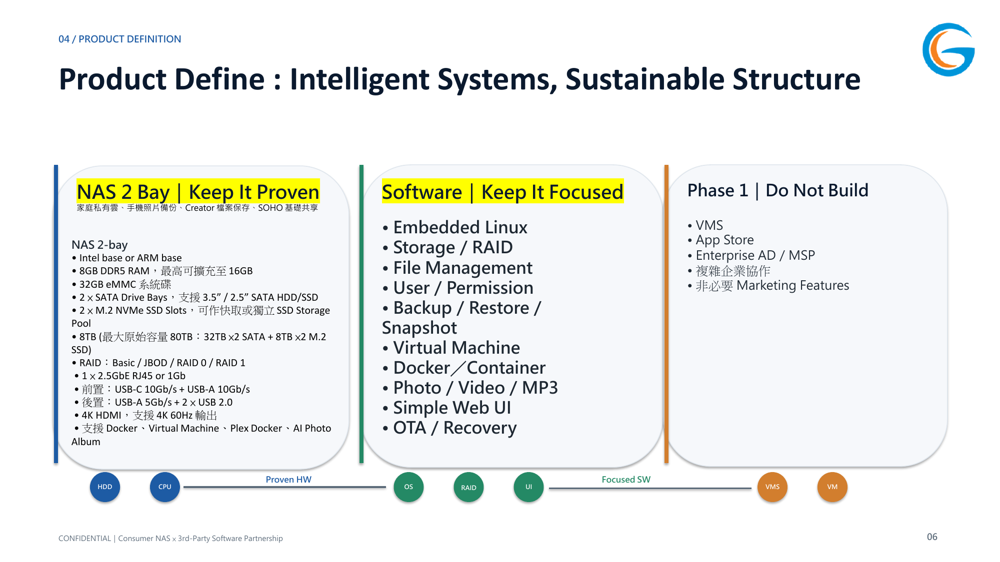 04 / PRODUCT DEFINITION
Product Define : Intelligent Systems, Sustainable Structure
NAS 2 Bay｜Keep It Proven
家庭私有雲、手機照片備份、Creator 檔案保存、SOHO 基礎共享
NAS 2-bay
• Intel base or ARM base
• 8GB DDR5 RAM，最高可擴充至 16GB
• 32GB eMMC 系統碟
• 2 x SATA Drive Bays，支援 3.5” / 2.5” SATA HDD/SSD
• 2 x M.2 NVMe SSD Slots，可作快取或獨立 SSD Storage
Pool
• 8TB (最大原始容量 80TB：32TB x2 SATA + 8TB x2 M.2
SSD)
• RAID：Basic / JBOD / RAID 0 / RAID 1
• 1 x 2.5GbE RJ45 or 1Gb
• 前置：USB-C 10Gb/s + USB-A 10Gb/s
• 後置：USB-A 5Gb/s + 2 x USB 2.0
• 4K HDMI，支援 4K 60Hz 輸出
• 支援 Docker、Virtual Machine、Plex Docker、AI Photo
Album
Software｜Keep It Focused
• Embedded Linux
• Storage / RAID
• File Management
• User / Permission
• Backup / Restore /
Snapshot
• Virtual Machine
• Docker／Container
• Photo / Video / MP3
• Simple Web UI
• OTA / Recovery
Phase 1｜Do Not Build
• VMS
• App Store
• Enterprise AD / MSP
• 複雜企業協作
• 非必要 Marketing Features
HDD
CPU
Proven HW
OS
RAID
UI
Focused SW
VMS
VM
CONFIDENTIAL | Consumer NAS x 3rd-Party Software Partnership
06